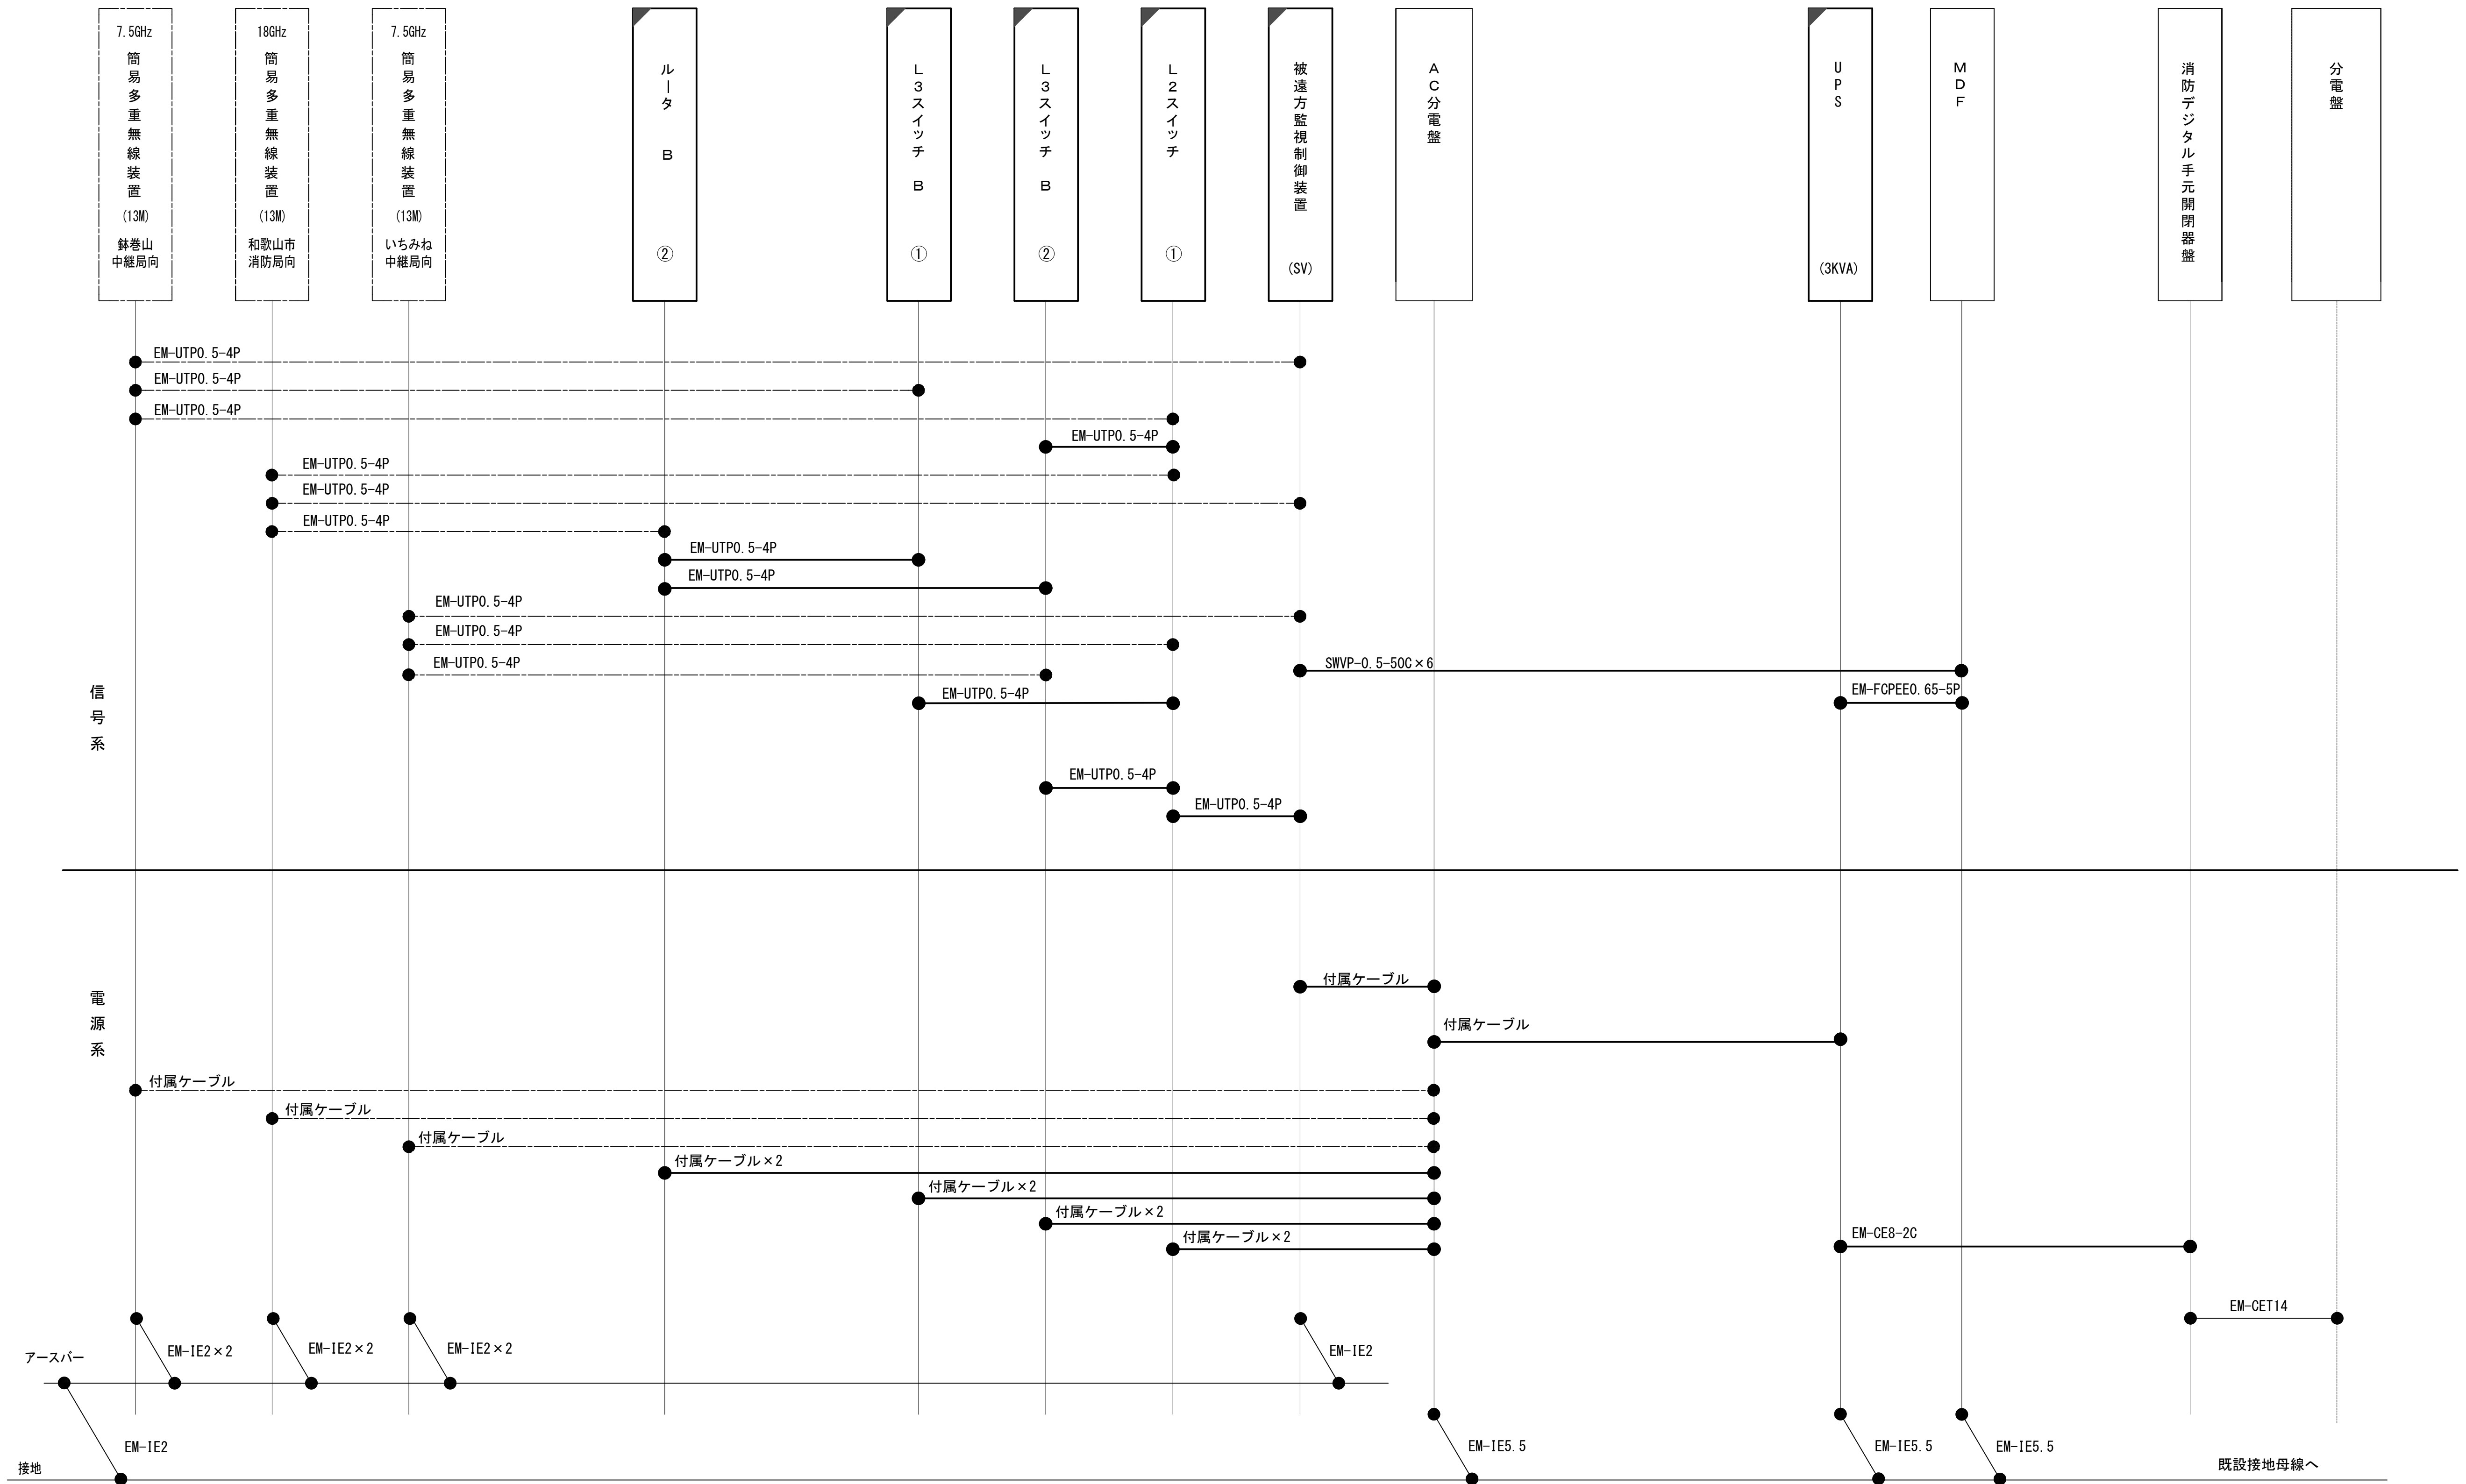 7.5GHz
簡易多重無線装置
(13M)
鉢巻山
中継局向
18GHz
簡易多重無線装置
(13M)
和歌山市
消防局向
7.5GHz
簡易多重無線装置
(13M)
いちみね
中継局向
ルータ B
②
L3スイッチ B
①
L3スイッチ B
②
L2スイッチ
①
被遠方監視制御装置
(SV)
AC分電盤
UPS
(3KVA)
MDF
消防デジタル手元開閉器盤
分電盤
EM-UTP0.5-4P
EM-UTP0.5-4P
EM-UTP0.5-4P
EM-UTP0.5-4P
EM-UTP0.5-4P
EM-UTP0.5-4P
EM-UTP0.5-4P
EM-UTP0.5-4P
EM-UTP0.5-4P
EM-UTP0.5-4P
EM-UTP0.5-4P
EM-UTP0.5-4P
SWVP-0.5-50C×6
EM-UTP0.5-4P
EM-FCPEE0.65-5P
信号系
EM-UTP0.5-4P
EM-UTP0.5-4P
電源系
付属ケーブル
付属ケーブル
付属ケーブル
付属ケーブル
付属ケーブル
付属ケーブル×2
付属ケーブル×2
付属ケーブル×2
付属ケーブル×2
EM-CE8-2C
EM-CET14
アースバー
EM-IE2×2
EM-IE2×2
EM-IE2×2
EM-IE2
EM-IE2
EM-IE5.5
EM-IE5.5
EM-IE5.5
接地
既設接地母線へ